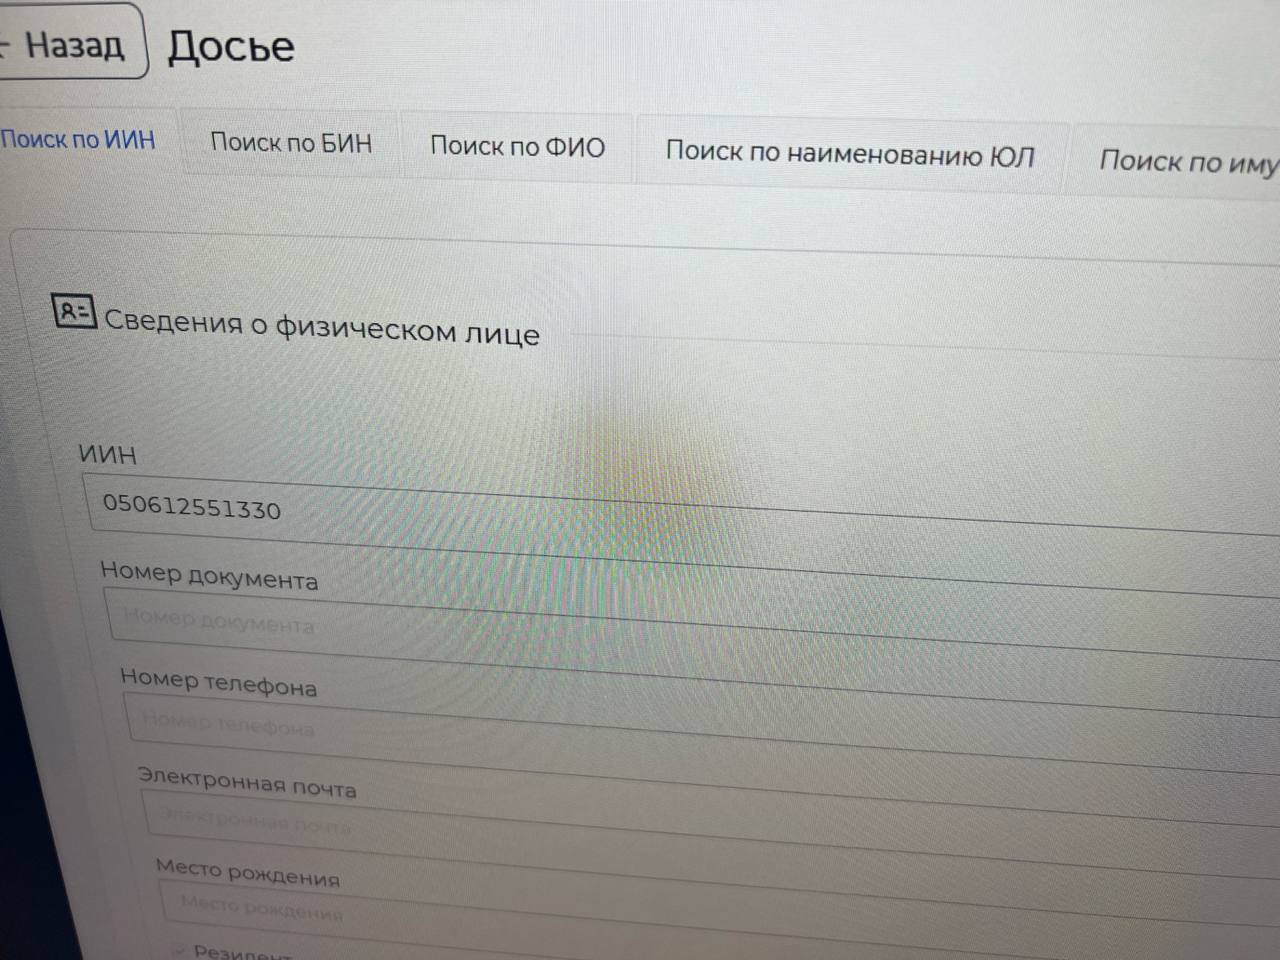 Назад Досье
Поиск по ИИН Поиск по БИН Поиск по ФИО Поиск по наименованию ЮЛ Поиск по иму
Сведения о физическом лице
ИИН
050612551330
Номер документа
Номер документа
Номер телефона
Номер телефона
Электронная почта
Электронная почта
Место рождения
Место рождения
Резидент